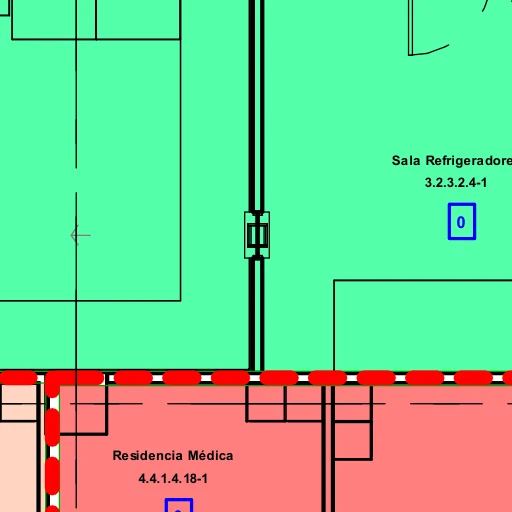 Sala Refrigeradore
3.2.3.2.4-1
0
Residencia Médica
4.4.1.4.18-1